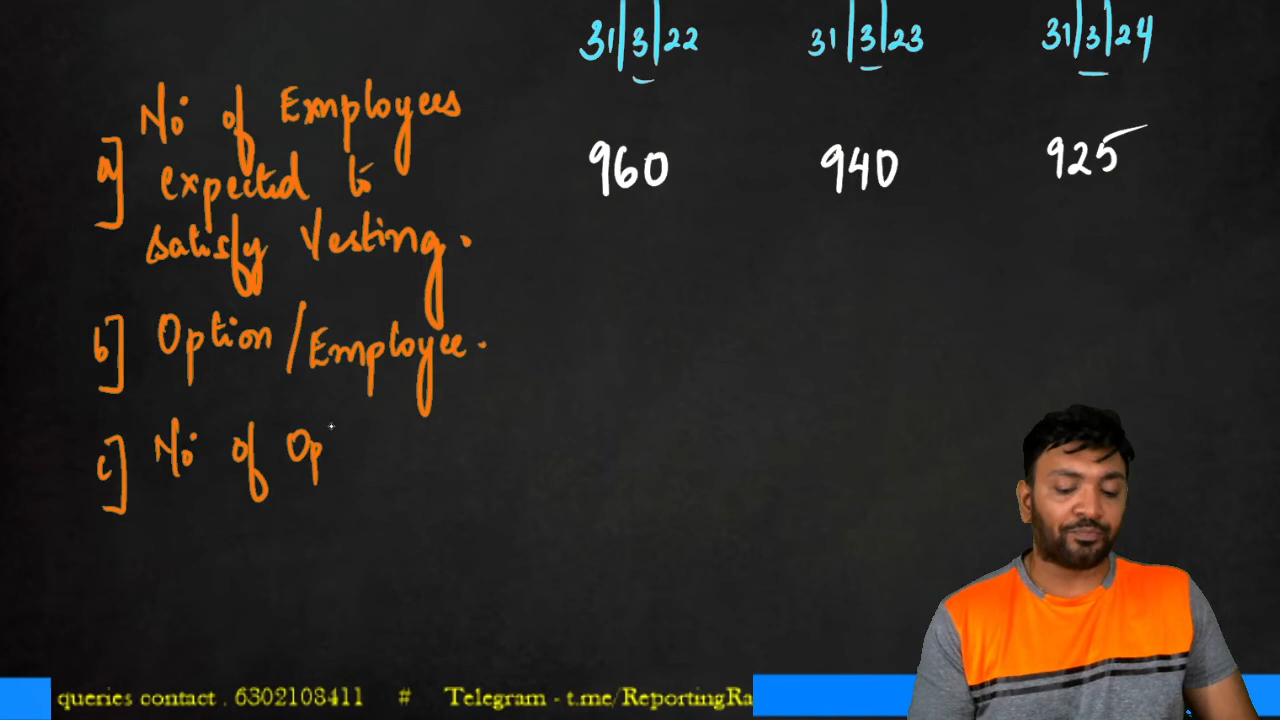 31|3|22 31|3|23 31|3|24
No of Employees
a] expected to 960 940 925
satisfy Vesting.
b] Option/Employee.
c] No of Op
queries contact . 6302108411 # Telegram - t.me/ReportingRa